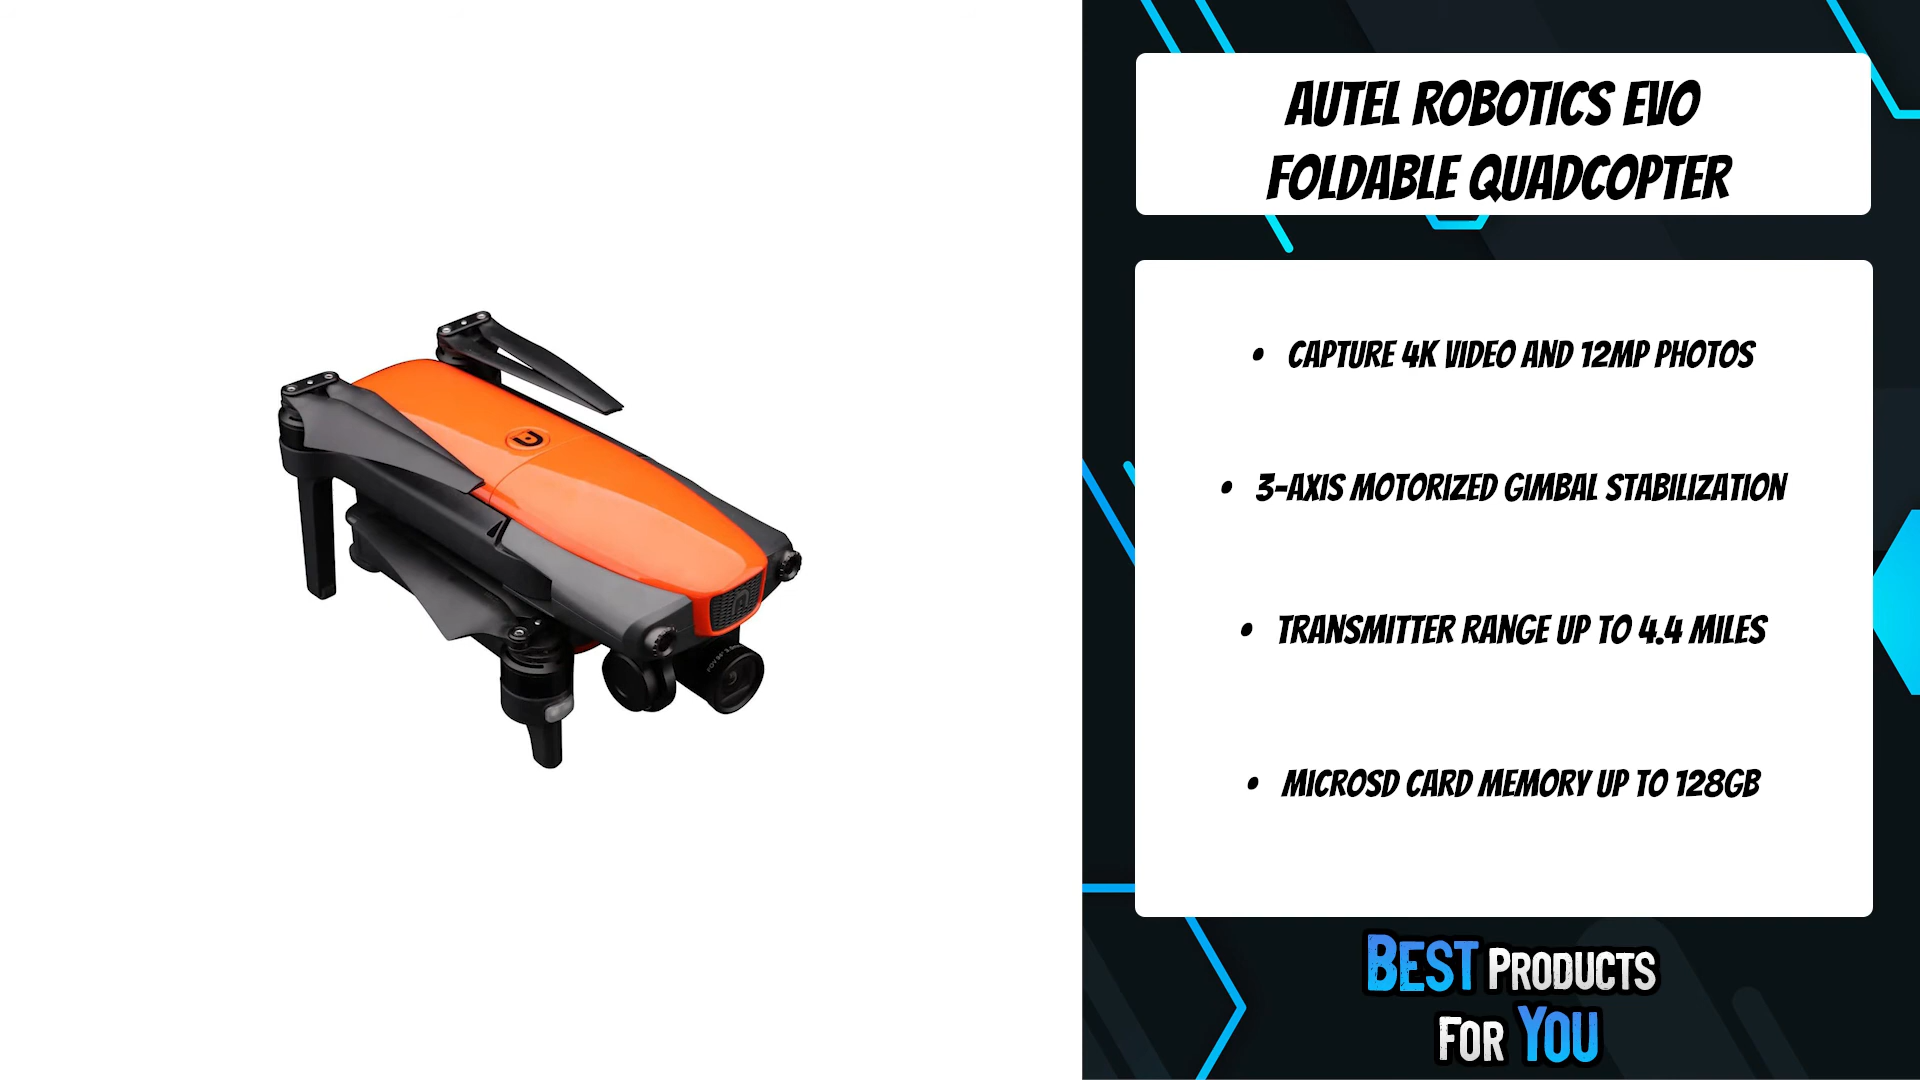 AUTEL ROBOTICS EVO
FOLDABLE QUADCOPTER
• CAPTURE 4K VIDEO AND 12MP PHOTOS
• 3-AXIS MOTORIZED GIMBAL STABILIZATION
• TRANSMITTER RANGE UP TO 4.4 MILES
• MICROSD CARD MEMORY UP TO 128GB
BEST PRODUCTS
FOR YOU